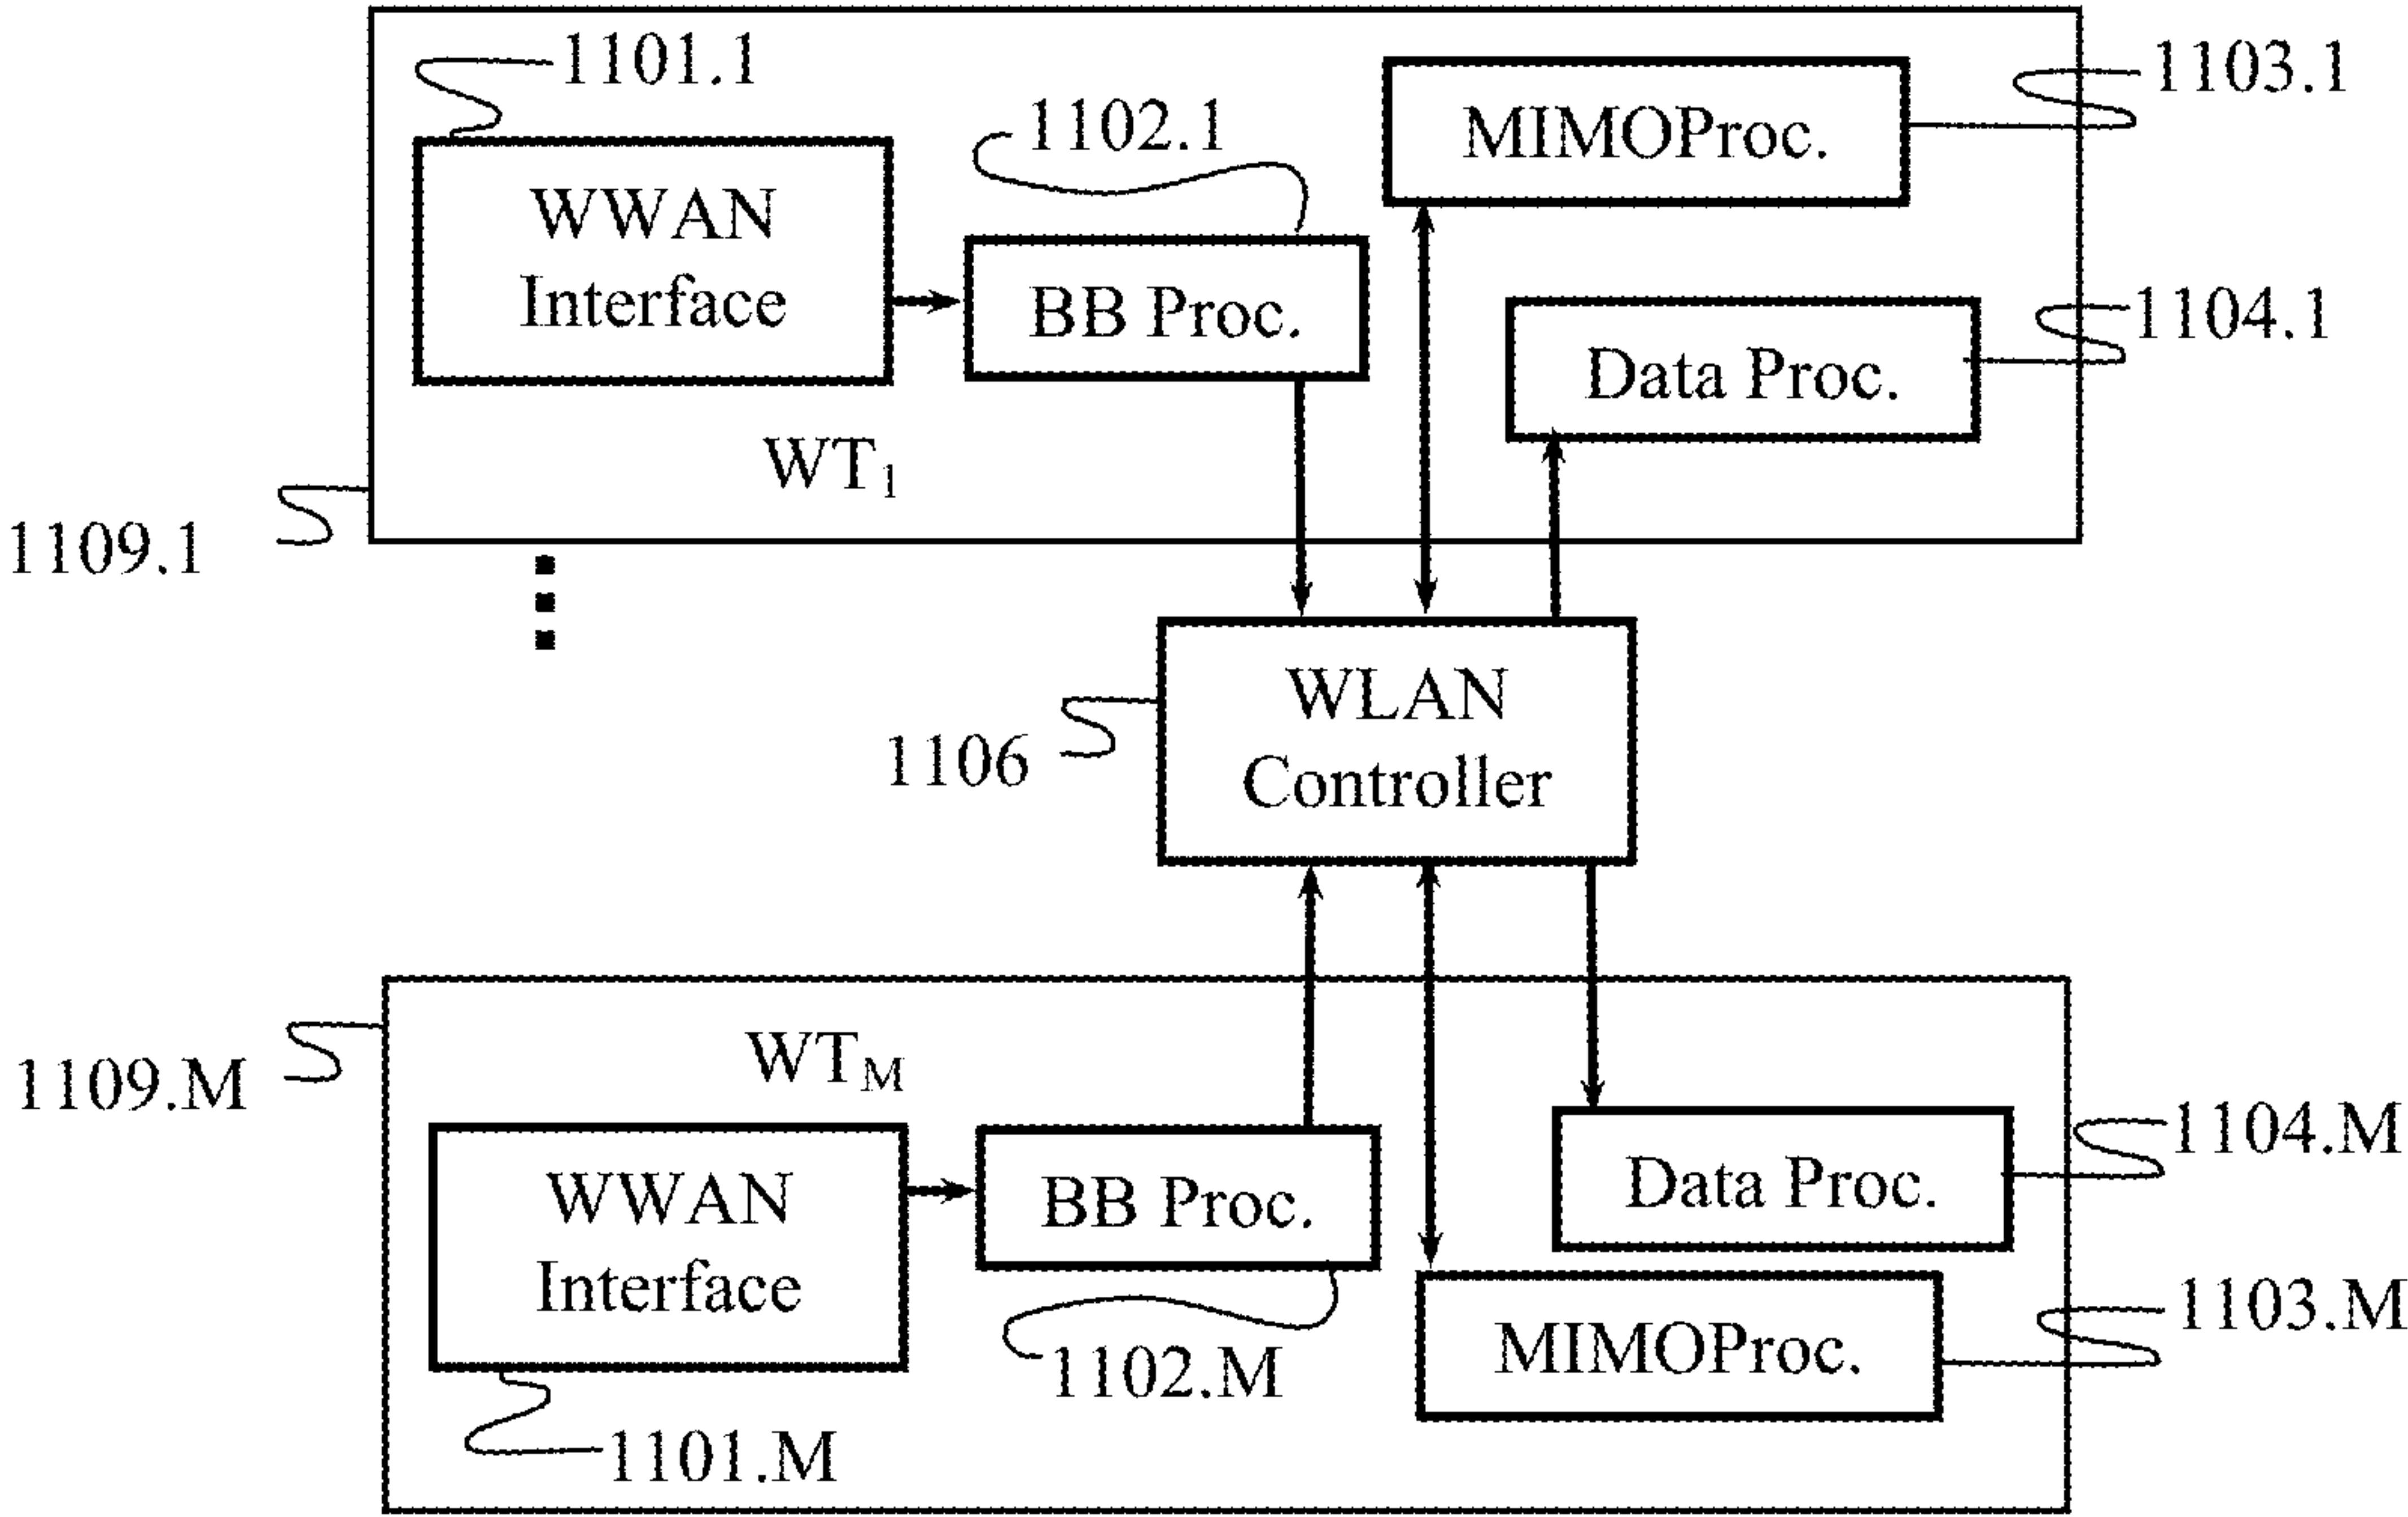 1101.1
1103.1
1102.1
MIMOProc.
WWAN
Interface
BB Proc.
1104.1
Data Proc.
WT1
1109.1
WLAN
Controller
1106
WTM
1109.M
1104.M
WWAN
Interface
BB Proc.
Data Proc.
1103.M
MIMOProc.
1102.M
1101.M